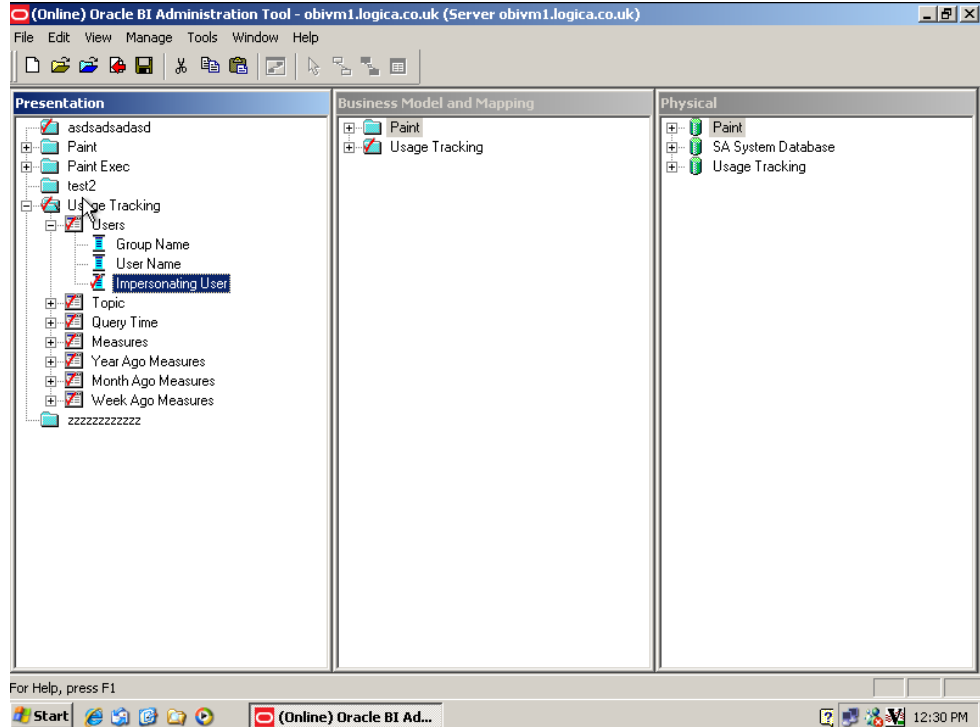 (Online) Oracle BI Administration Tool - obivm1.logica.co.uk (Server obivm1.logica.co.uk)
File Edit View Manage Tools Window Help
Presentation
asdsadsadasd
Paint
Paint Exec
test2
Usage Tracking
Users
Group Name
User Name
Impersonating User
Topic
Query Time
Measures
Year Ago Measures
Month Ago Measures
Week Ago Measures
zzzzzzzzzzzz
Business Model and Mapping
Paint
Usage Tracking
Physical
Paint
SA System Database
Usage Tracking
For Help, press F1
Start (Online) Oracle BI Ad... 12:30 PM